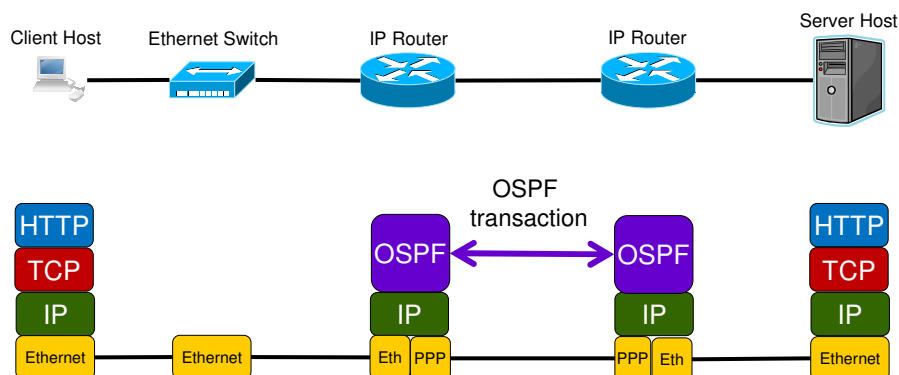 Client Host
Ethernet Switch
IP Router
IP Router
Server Host
OSPF
transaction
HTTP
OSPF
OSPF
HTTP
TCP
TCP
IP
IP
IP
IP
Ethernet
Ethernet
Eth
PPP
PPP
Eth
Ethernet